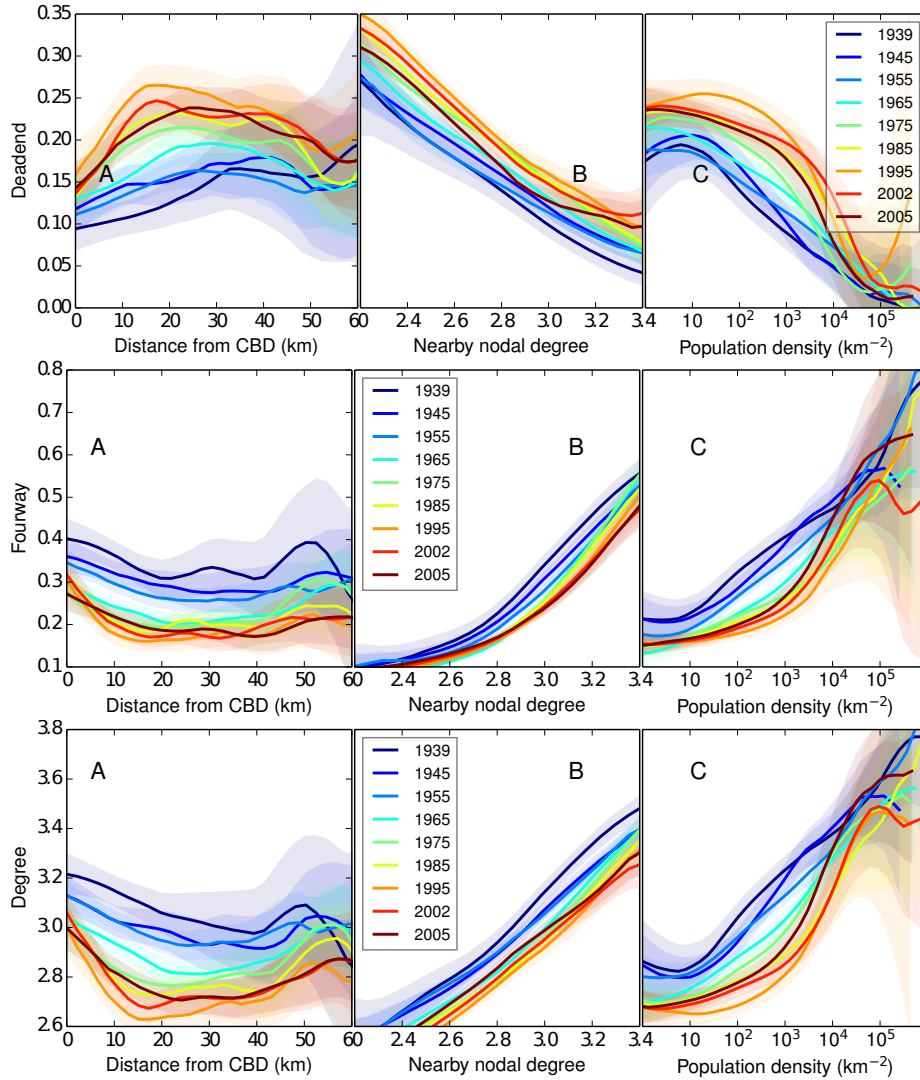 0.35
0.30
0.25
0.20
0.15
0.10
0.05
0.00
Deadend
A
B
C
1939
1945
1955
1965
1975
1985
1995
2002
2005
0 10 20 30 40 50 60
2.4 2.6 2.8 3.0 3.2 3.4
4 10 10² 10³ 10⁴ 10⁵
Distance from CBD (km)
Nearby nodal degree
Population density (km⁻²)
0.8
0.7
0.6
0.5
0.4
0.3
0.2
0.1
Fourway
A
B
C
1939
1945
1955
1965
1975
1985
1995
2002
2005
0 10 20 30 40 50 60
2.4 2.6 2.8 3.0 3.2 3.4
4 10 10² 10³ 10⁴ 10⁵
Distance from CBD (km)
Nearby nodal degree
Population density (km⁻²)
3.8
3.6
3.4
3.2
3.0
2.8
2.6
Degree
A
B
C
1939
1945
1955
1965
1975
1985
1995
2002
2005
0 10 20 30 40 50 60
2.4 2.6 2.8 3.0 3.2 3.4
4 10 10² 10³ 10⁴ 10⁵
Distance from CBD (km)
Nearby nodal degree
Population density (km⁻²)